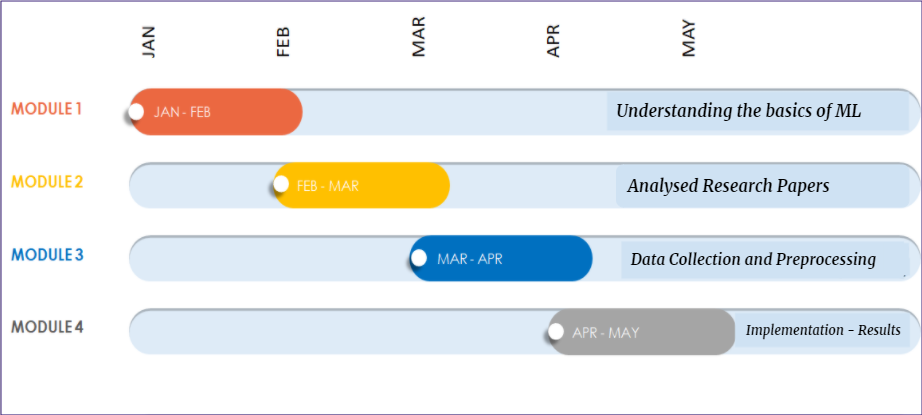 JAN
FEB
MAR
APR
MAY
MODULE 1
JAN - FEB
Understanding the basics of ML
MODULE 2
FEB - MAR
Analysed Research Papers
MODULE 3
MAR - APR
Data Collection and Preprocessing
MODULE 4
APR - MAY
Implementation - Results